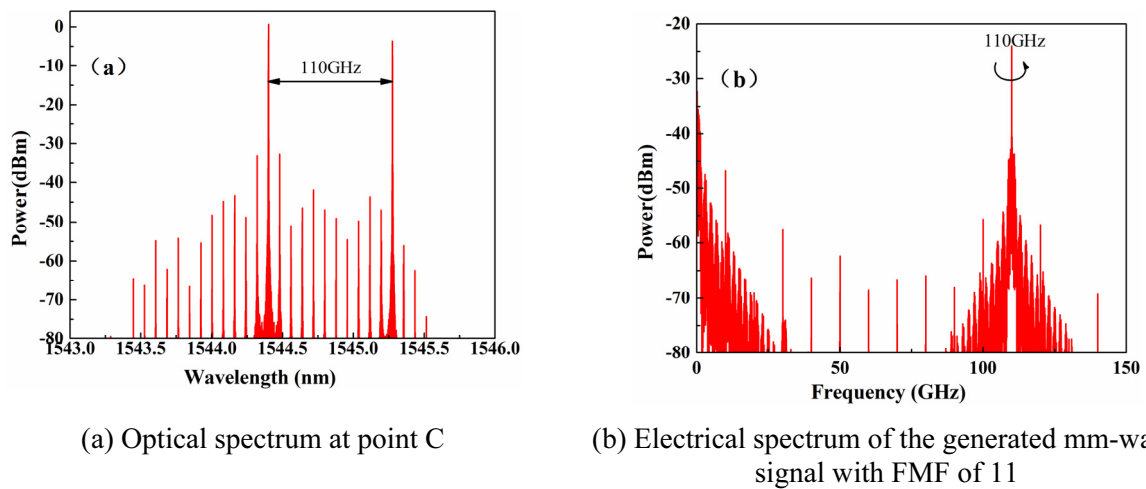 （a）
110GHz
Power(dBm)
0
-10
-20
-30
-40
-50
-60
-70
-80
1543.0 1543.5 1544.0 1544.5 1545.0 1545.5 1546.0
Wavelength (nm)
(a) Optical spectrum at point C
（b）
110GHz
Power(dBm)
-20
-30
-40
-50
-60
-70
-80
0 50 100 150
Frequency (GHz)
(b) Electrical spectrum of the generated mm-wa
signal with FMF of 11